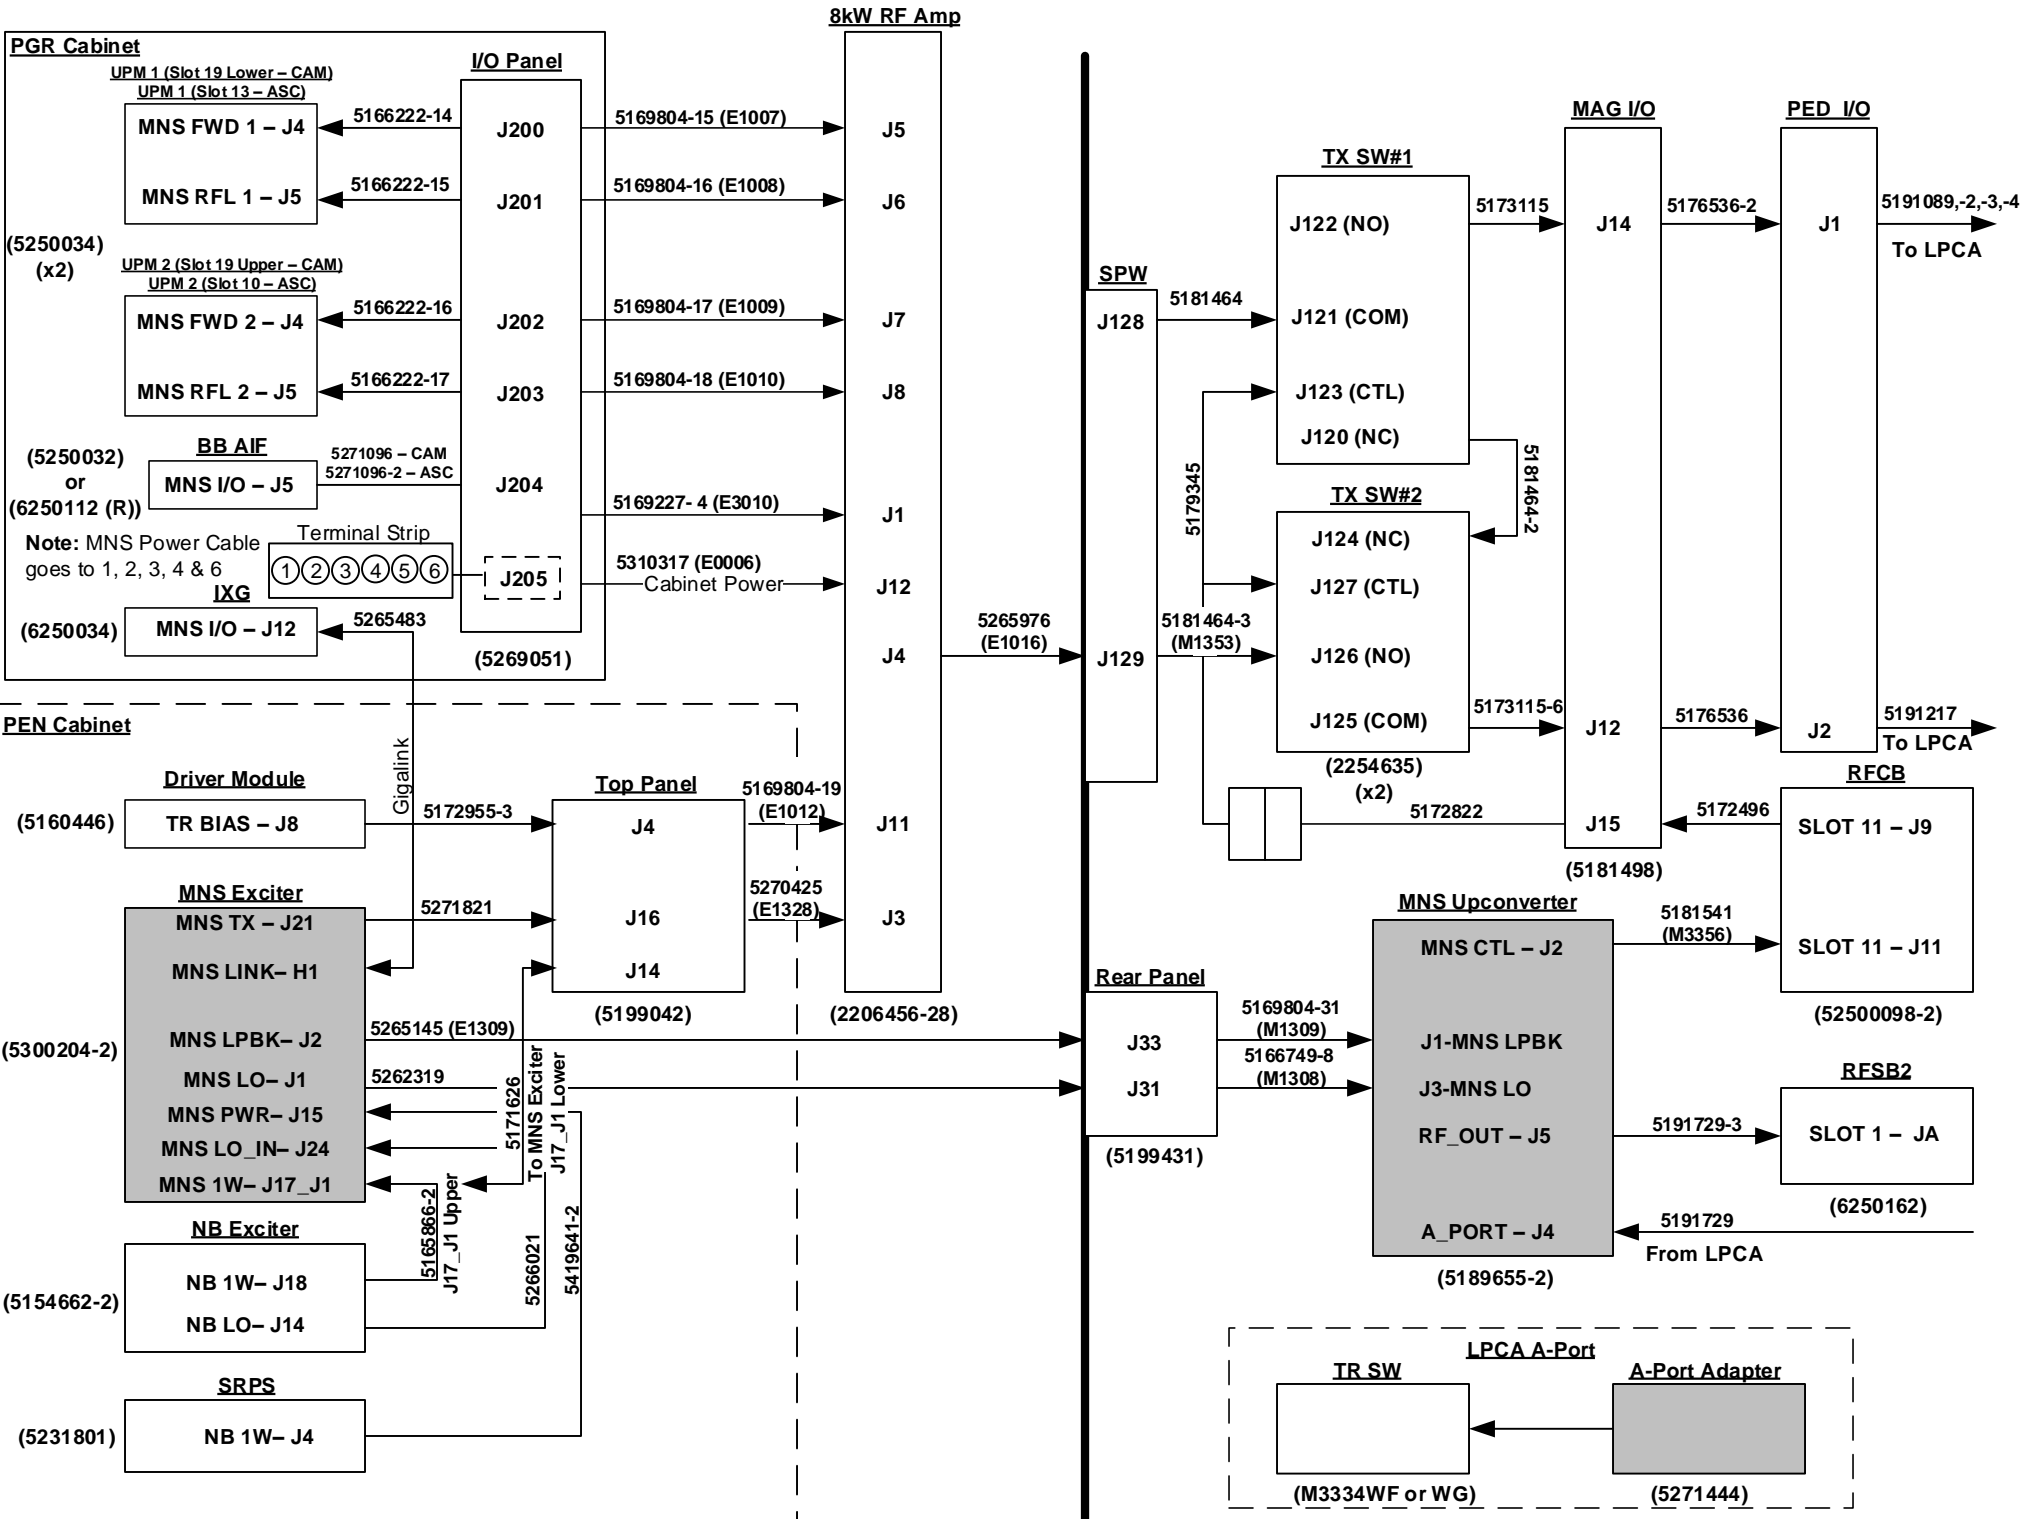 8kW RF Amp
PGR Cabinet
UPM 1 (Slot 19 Lower – CAM)
UPM 1 (Slot 13 – ASC)
MNS FWD 1 – J4
MNS RFL 1 – J5
(5250034)
(x2)
UPM 2 (Slot 19 Upper – CAM)
UPM 2 (Slot 10 – ASC)
MNS FWD 2 – J4
MNS RFL 2 – J5
5166222-14
5166222-15
5166222-16
5166222-17
BB AIF
(5250032)
or
(6250112 (R))
MNS I/O – J5
5271096 – CAM
5271096-2 – ASC
Note: MNS Power Cable
goes to 1, 2, 3, 4 & 6
Terminal Strip
1 2 3 4 5 6
IXG
(6250034)
MNS I/O – J12
5265483
I/O Panel
J200
J201
J202
J203
J204
J205
(5269051)
5169804-15 (E1007)
5169804-16 (E1008)
5169804-17 (E1009)
5169804-18 (E1010)
5169227- 4 (E3010)
5310317 (E0006)
Cabinet Power
J5
J6
J7
J8
J1
J12
J4
J11
J3
(2206456-28)
5265976
(E1016)
PEN Cabinet
Gigalink
Driver Module
(5160446)
TR BIAS – J8
5172955-3
MNS Exciter
(5300204-2)
MNS TX – J21
MNS LINK– H1
MNS LPBK– J2
MNS LO– J1
MNS PWR– J15
MNS LO_IN– J24
MNS 1W– J17_J1
5271821
5265145 (E1309)
5262319
Top Panel
J4
J16
J14
(5199042)
5169804-19
(E1012)
5270425
(E1328)
5171626
To MNS Exciter
J17_J1 Lower
5165866-2
J17_J1 Upper
5266021
5419641-2
NB Exciter
(5154662-2)
NB 1W– J18
NB LO– J14
SRPS
(5231801)
NB 1W– J4
SPW
J128
J129
5181464
5181464-3
(M1353)
5179345
TX SW#1
J122 (NO)
J121 (COM)
J123 (CTL)
J120 (NC)
5181464-2
TX SW#2
J124 (NC)
J127 (CTL)
J126 (NO)
J125 (COM)
(2254635)
(x2)
5173115
5173115-6
5172822
MAG I/O
J14
J12
J15
(5181498)
5176536-2
5176536
5172496
PED I/O
J1
J2
5191089,-2,-3,-4
To LPCA
5191217
To LPCA
RFCB
SLOT 11 – J9
SLOT 11 – J11
(52500098-2)
Rear Panel
J33
J31
(5199431)
5169804-31
(M1309)
5166749-8
(M1308)
MNS Upconverter
MNS CTL – J2
J1-MNS LPBK
J3-MNS LO
RF_OUT – J5
A_PORT – J4
(5189655-2)
5181541
(M3356)
5191729-3
5191729
From LPCA
RFSB2
SLOT 1 – JA
(6250162)
LPCA A-Port
TR SW
(M3334WF or WG)
A-Port Adapter
(5271444)